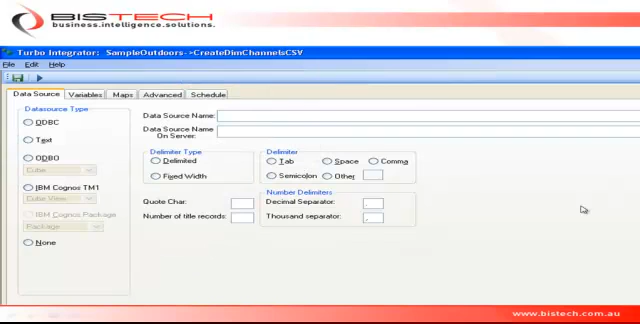 BISTECH
business.intelligence.solutions.
Turbo Integrator: SampleOutdoors->CreateDimChannelsCSV
File Edit Help
Data Source Variables Maps Advanced Schedule
Datasource Type
ODBC
Text
ODBO
Cube
IBM Cognos TM1
Cube View
IBM Cognos Package
Package
None
Data Source Name:
Data Source Name On Server:
Delimiter Type
Delimited
Fixed Width
Delimiter
Tab Space Comma
Semicolon Other
Quote Char:
Number of title records:
Number Delimiters
Decimal Separator: .
Thousand separator: ,
www.bistech.com.au